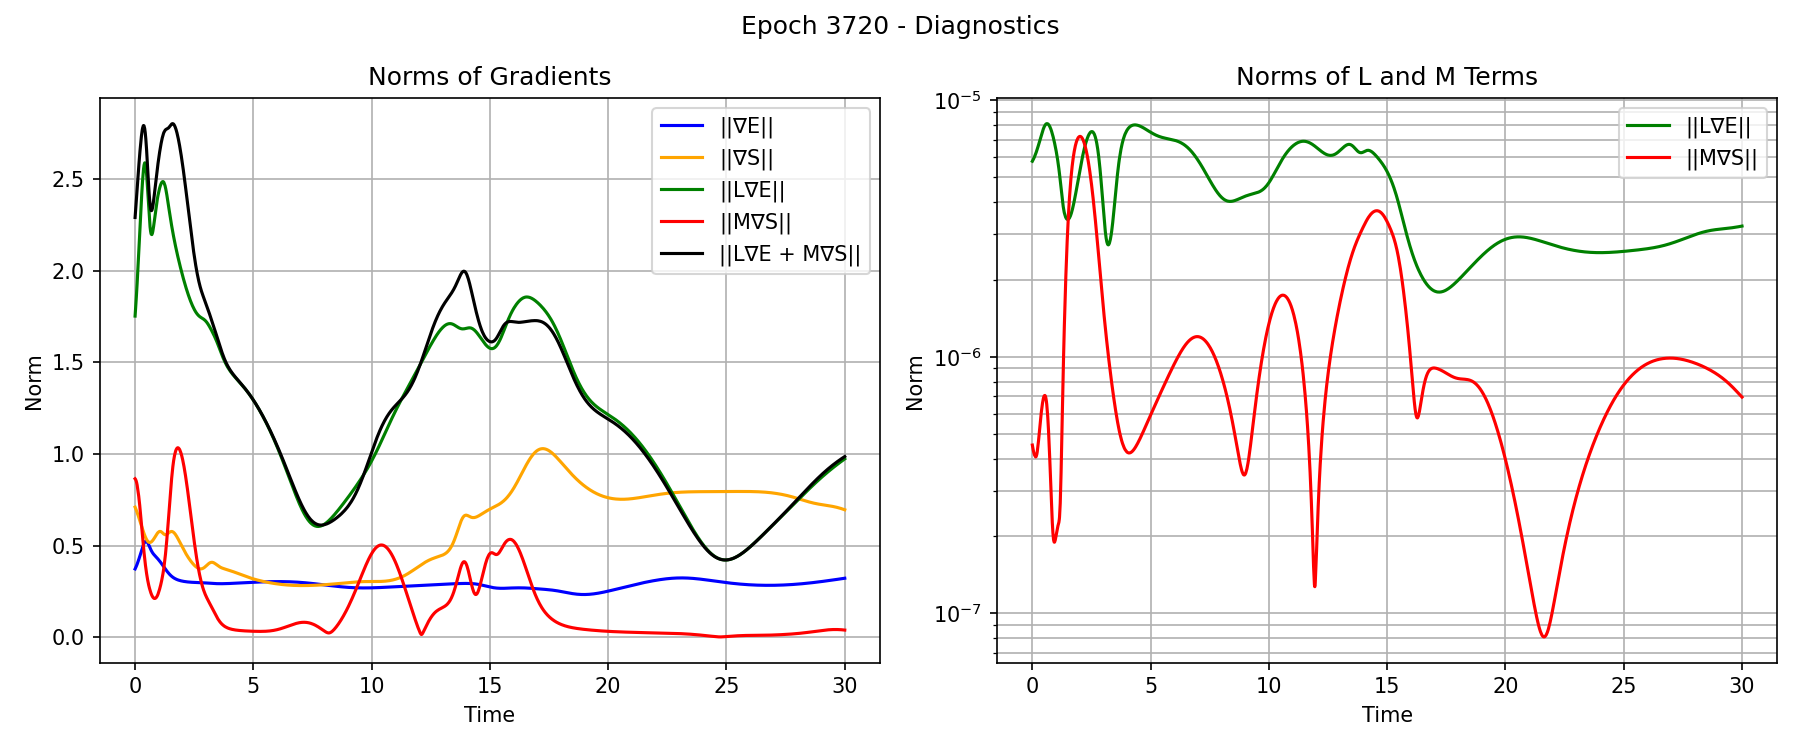 Epoch 3720 - Diagnostics
Norms of Gradients
Norm
2.5
2.0
1.5
1.0
0.5
0.0
0 5 10 15 20 25 30
Time
||∇E||
||∇S||
||L∇E||
||M∇S||
||L∇E + M∇S||
Norms of L and M Terms
Norm
10⁻⁵
10⁻⁶
10⁻⁷
0 5 10 15 20 25 30
Time
||L∇E||
||M∇S||